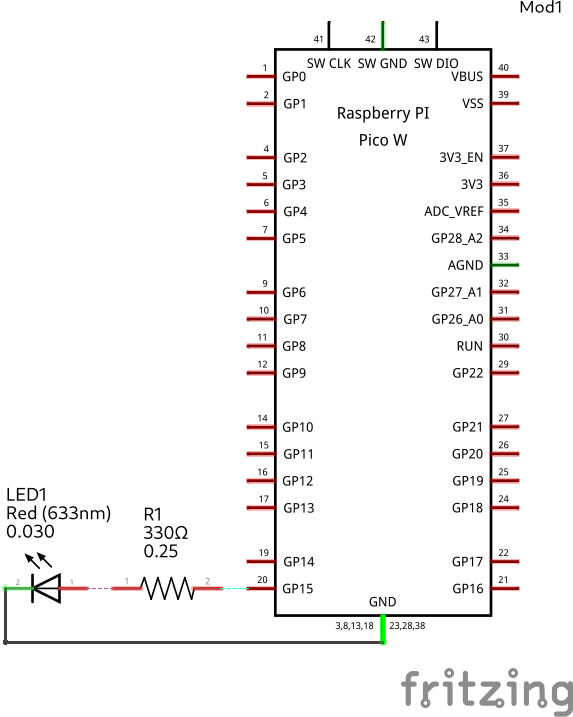 Mod1
41
42
43
SW CLK
SW GND
SW DIO
1
GP0
VBUS
40
2
GP1
VSS
39
Raspberry PI
Pico W
4
GP2
3V3_EN
37
5
GP3
3V3
36
6
GP4
ADC_VREF
35
7
GP5
GP28_A2
34
AGND
33
9
GP6
GP27_A1
32
10
GP7
GP26_A0
31
11
GP8
RUN
30
12
GP9
GP22
29
14
GP10
GP21
27
15
GP11
GP20
26
16
GP12
GP19
25
17
GP13
GP18
24
LED1
Red (633nm)
0.030
R1
330Ω
0.25
19
GP14
GP17
22
2
1
1
2
20
GP15
GP16
21
GND
3,8,13,18
23,28,38
fritzing